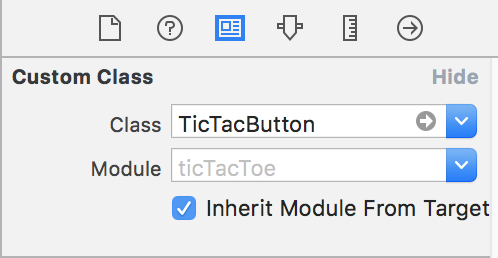 Custom Class Hide
Class TicTacButton
Module ticTacToe
Inherit Module From Target